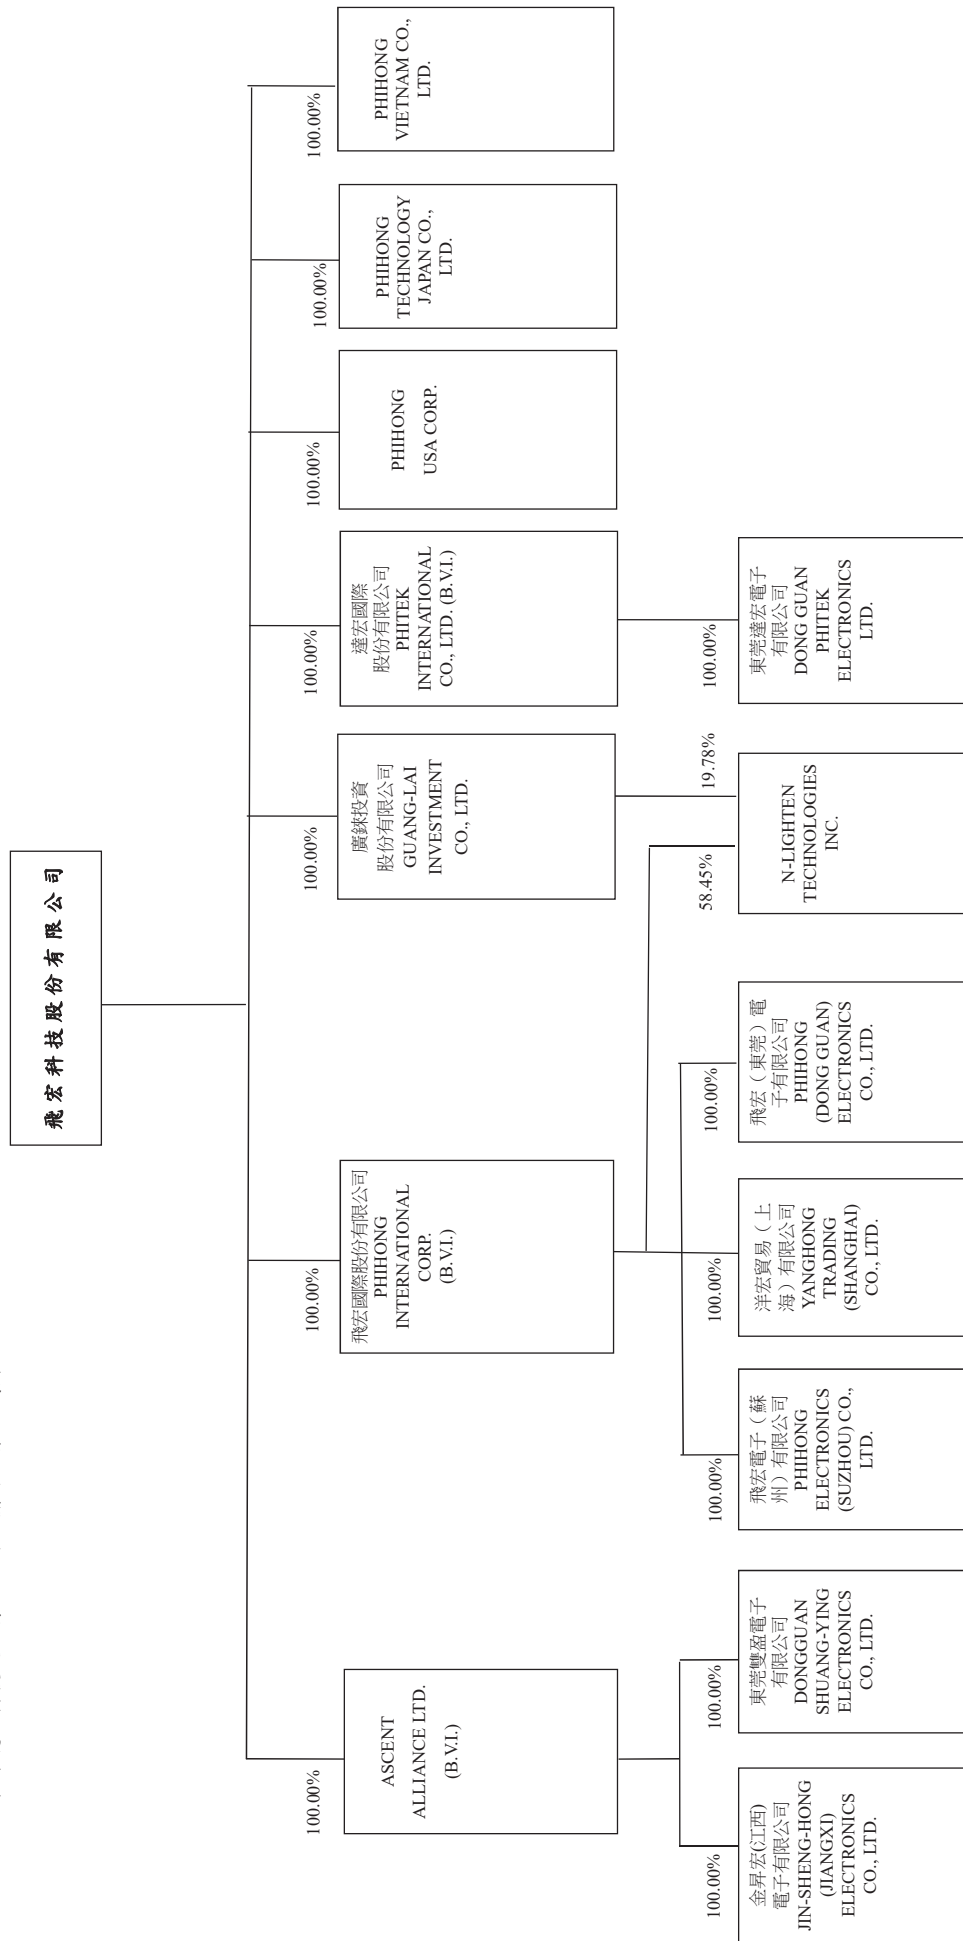 飛宏科技股份有限公司
100.00%
ASCENT
ALLIANCE LTD.
(B.V.I.)
100.00%
飛宏國際股份有限公司
PHIHONG
INTERNATIONAL
CORP.
(B.V.I.)
100.00%
廣錸投資
股份有限公司
GUANG-LAI
INVESTMENT
CO., LTD.
100.00%
達宏國際
股份有限公司
PHITEK
INTERNATIONAL
CO., LTD. (B.V.I.)
100.00%
PHIHONG
USA CORP.
100.00%
PHIHONG
TECHNOLOGY
JAPAN CO.,
LTD.
100.00%
PHIHONG
VIETNAM CO.,
LTD.
100.00%
金昇宏(江西)
電子有限公司
JIN-SHENG-HONG
(JIANGXI)
ELECTRONICS
CO., LTD.
100.00%
東莞雙盈電子
有限公司
DONGGUAN
SHUANG-YING
ELECTRONICS
CO., LTD.
100.00%
飛宏電子（蘇
州）有限公司
PHIHONG
ELECTRONICS
(SUZHOU) CO.,
LTD.
100.00%
洋宏貿易（上
海）有限公司
YANGHONG
TRADING
(SHANGHAI)
CO., LTD.
100.00%
飛宏（東莞）電
子有限公司
PHIHONG
(DONG GUAN)
ELECTRONICS
CO., LTD.
58.45%
19.78%
N-LIGHTEN
TECHNOLOGIES
INC.
100.00%
東莞達宏電子
有限公司
DONG GUAN
PHITEK
ELECTRONICS
LTD.